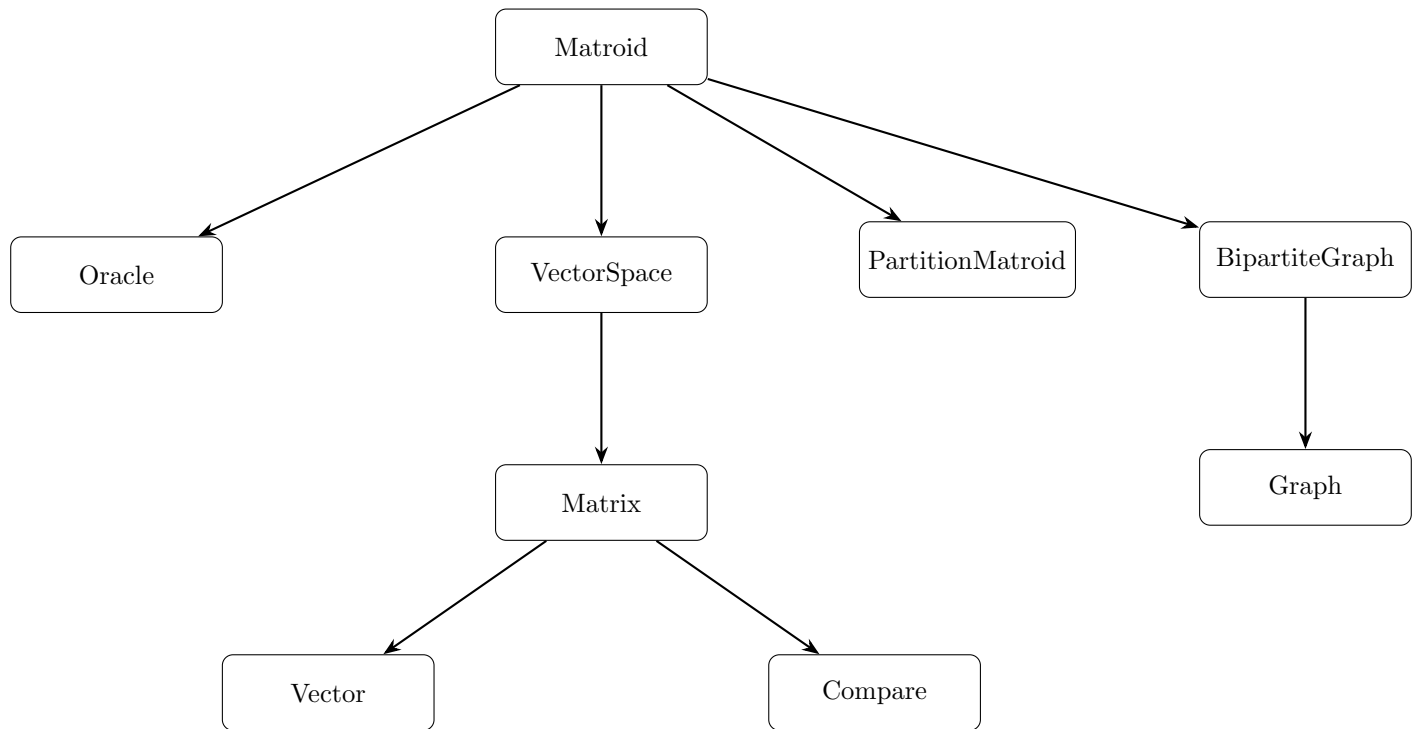 Matroid
Oracle
VectorSpace
PartitionMatroid
BipartiteGraph
Matrix
Graph
Vector
Compare